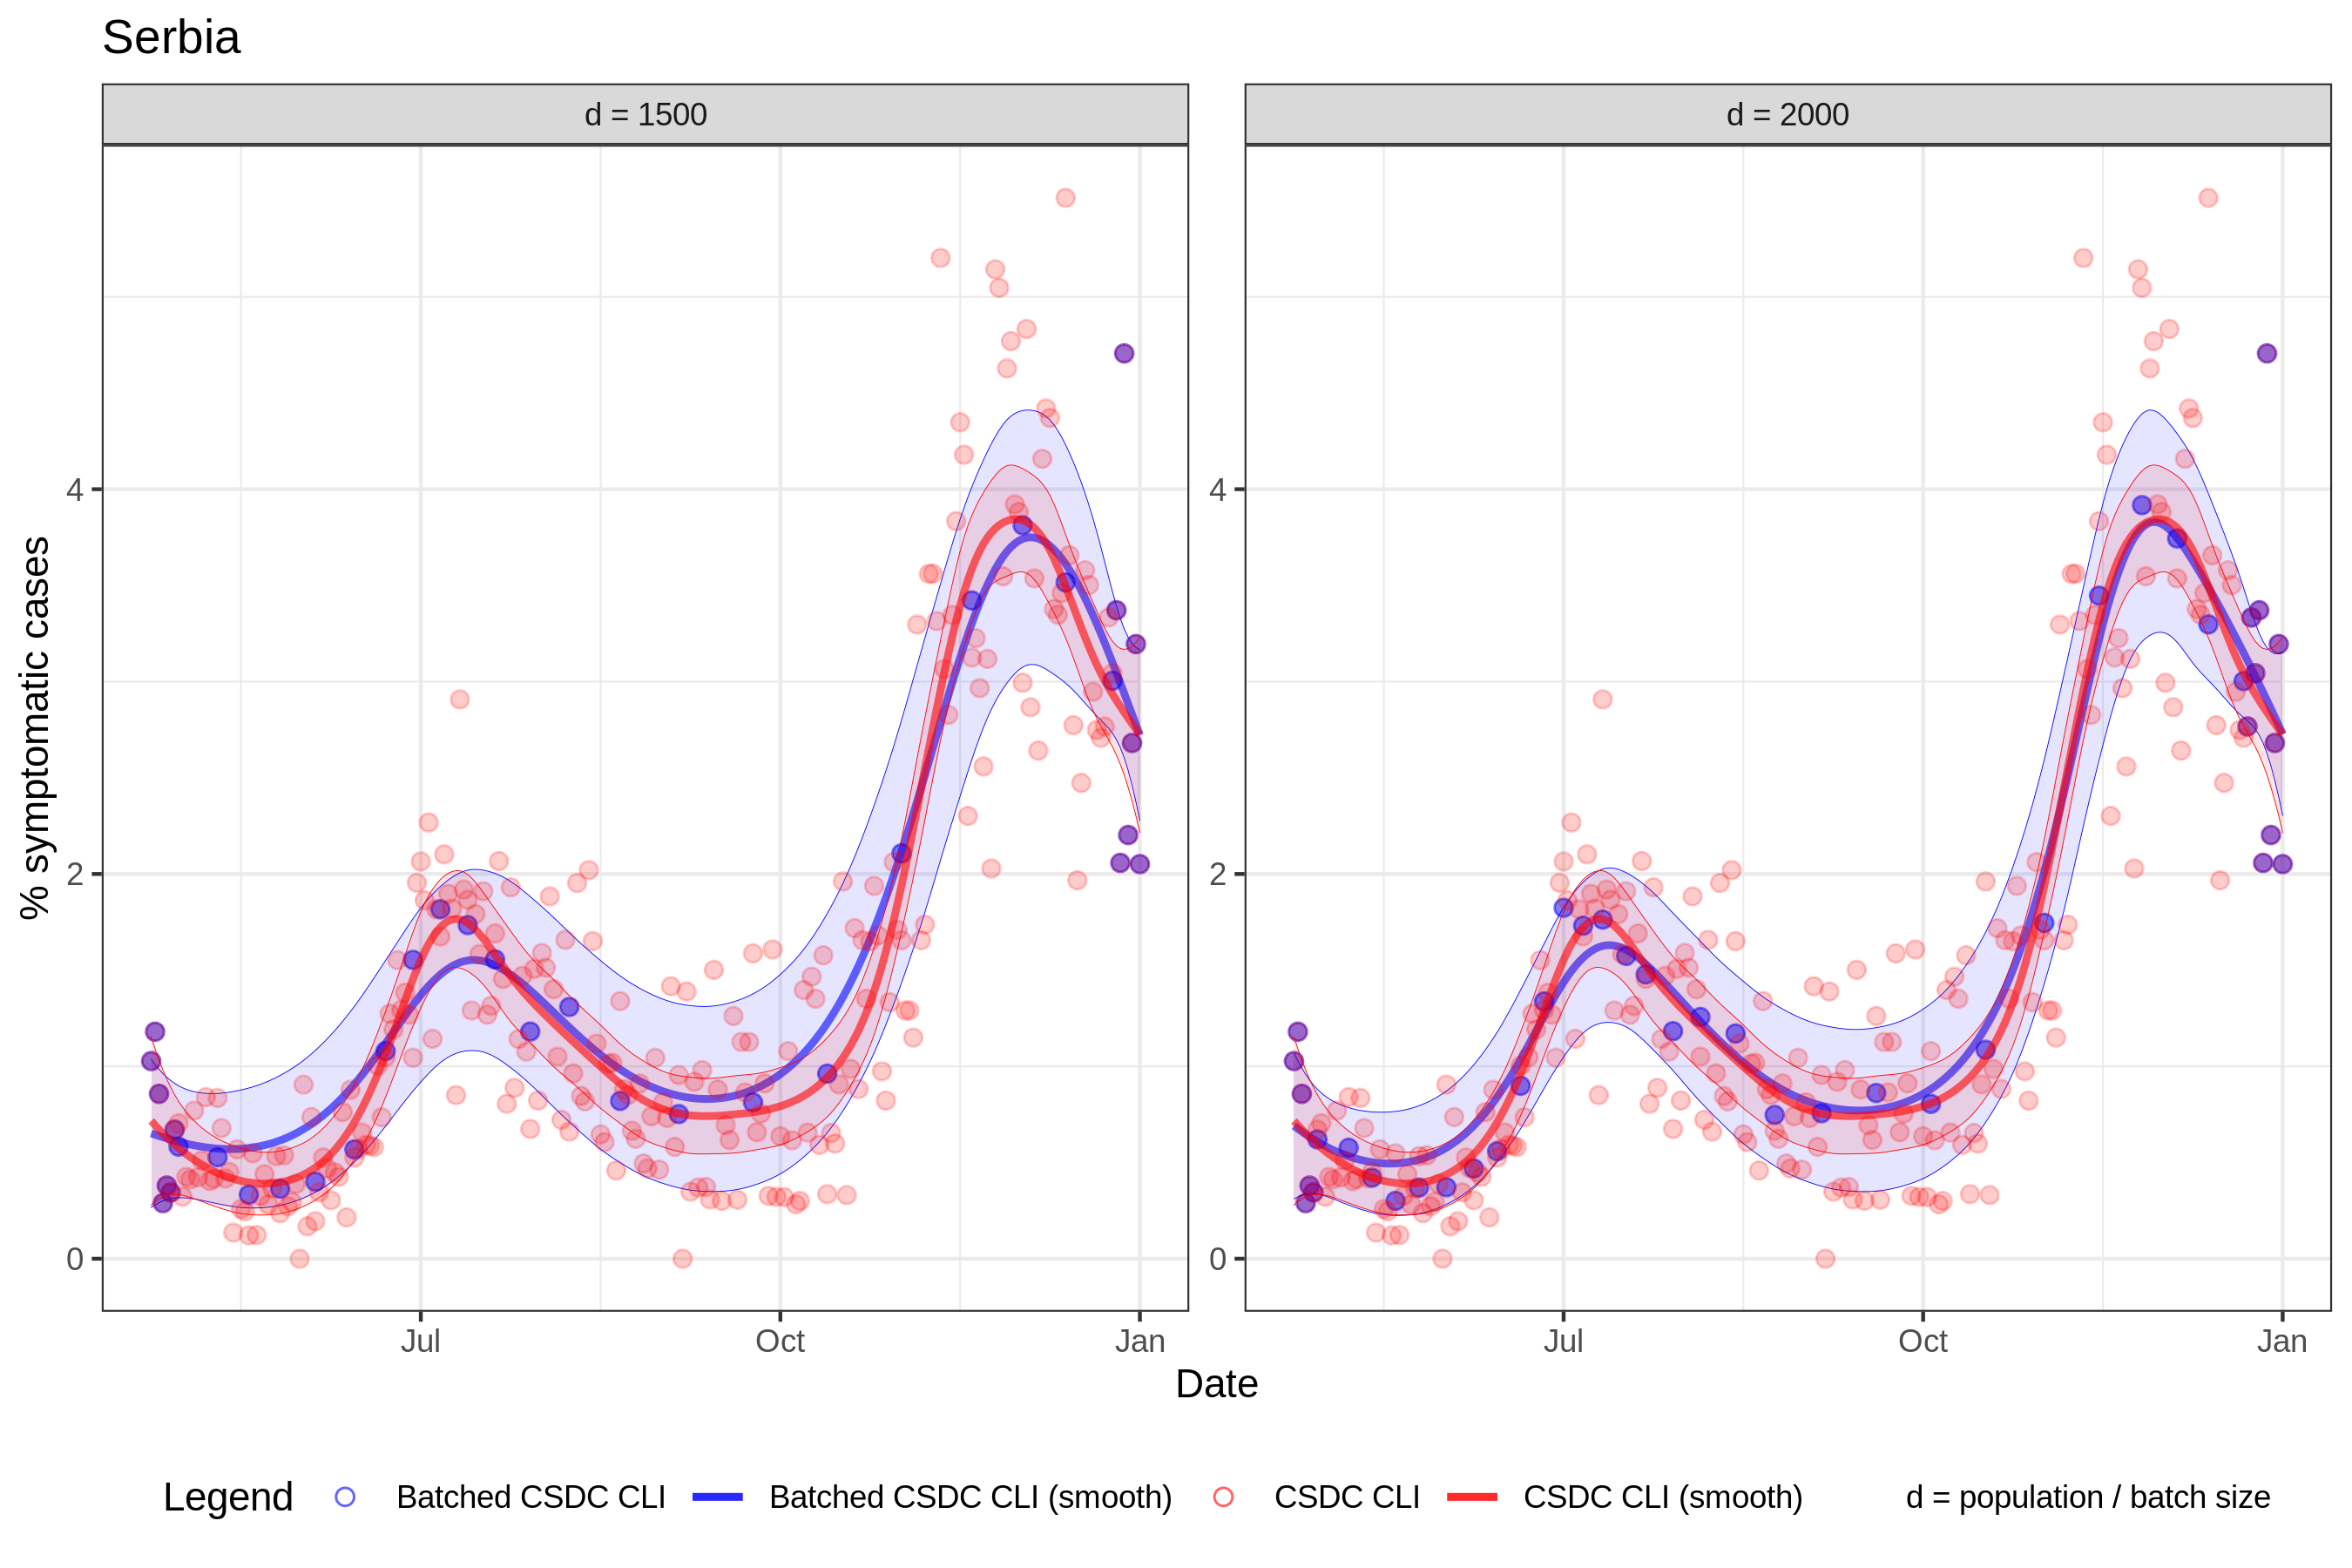 Serbia
d = 1500
d = 2000
% symptomatic cases
4
2
0
4
2
0
Jul
Oct
Jan
Jul
Oct
Jan
Date
Legend
Batched CSDC CLI
Batched CSDC CLI (smooth)
CSDC CLI
CSDC CLI (smooth)
d = population / batch size